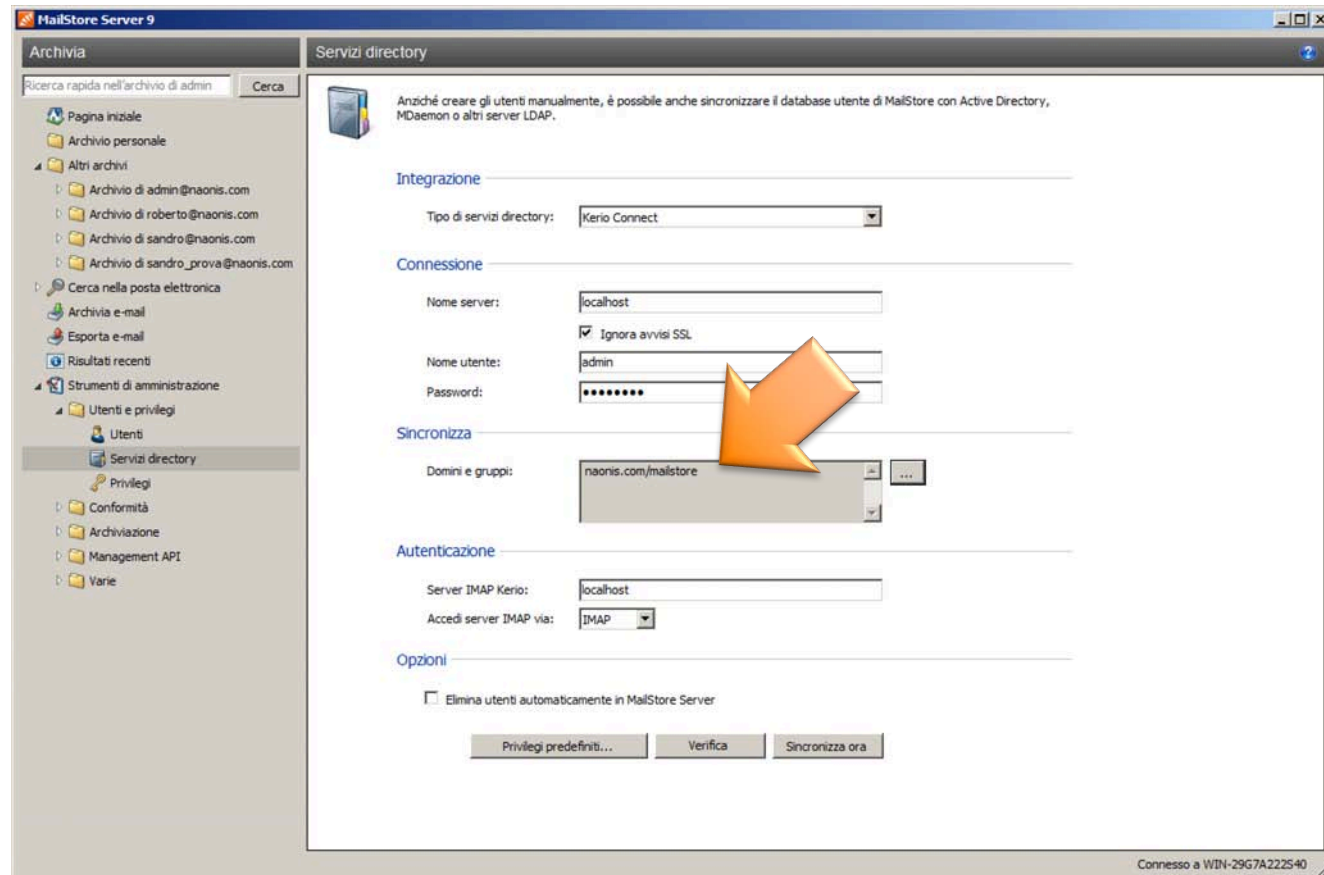 MailStore Server 9
Archivia
Servizi directory
Ricerca rapida nell'archivio di admin
Cerca
Pagina iniziale
Archivio personale
Altri archivi
Archivio di admin@naonis.com
Archivio di roberto@naonis.com
Archivio di sandro@naonis.com
Archivio di sandro_prova@naonis.com
Cerca nella posta elettronica
Archivia e-mail
Esporta e-mail
Risultati recenti
Strumenti di amministrazione
Utenti e privilegi
Utenti
Servizi directory
Privilegi
Conformità
Archiviazione
Management API
Varie
Anziché creare gli utenti manualmente, è possibile anche sincronizzare il database utente di MailStore con Active Directory,
MDaemon o altri server LDAP.
Integrazione
Tipo di servizi directory: Kerio Connect
Connessione
Nome server: localhost
Ignora avvisi SSL
Nome utente: admin
Password: ••••••••
Sincronizza
Domini e gruppi: naonis.com/mailstore
...
Autenticazione
Server IMAP Kerio: localhost
Accedi server IMAP via: IMAP
Opzioni
Elimina utenti automaticamente in MailStore Server
Privilegi predefiniti... Verifica Sincronizza ora
Connesso a WIN-29G7A222S40